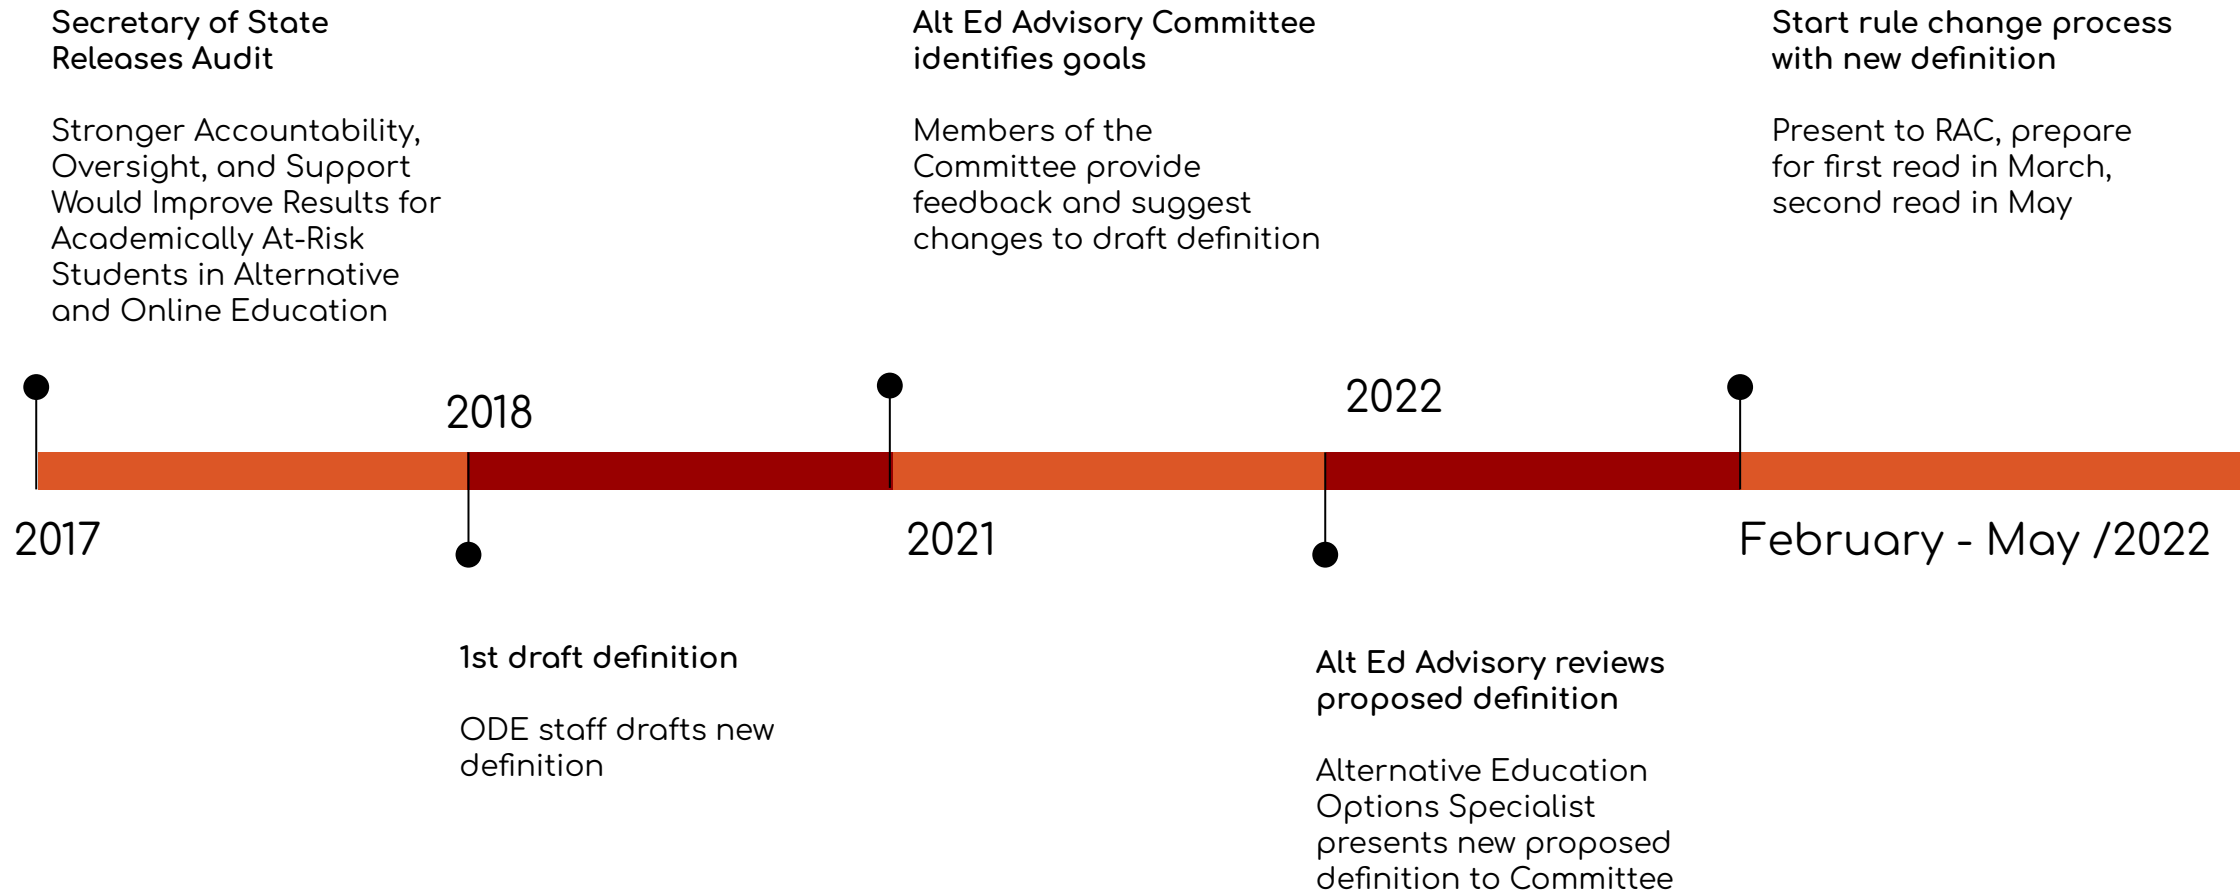 Secretary of State
Releases Audit
Stronger Accountability,
Oversight, and Support
Would Improve Results for
Academically At-Risk
Students in Alternative
and Online Education
Alt Ed Advisory Committee
identifies goals
Members of the
Committee provide
feedback and suggest
changes to draft definition
Start rule change process
with new definition
Present to RAC, prepare
for first read in March,
second read in May
2018
2022
2017
2021
February - May /2022
1st draft definition
ODE staff drafts new
definition
Alt Ed Advisory reviews
proposed definition
Alternative Education
Options Specialist
presents new proposed
definition to Committee